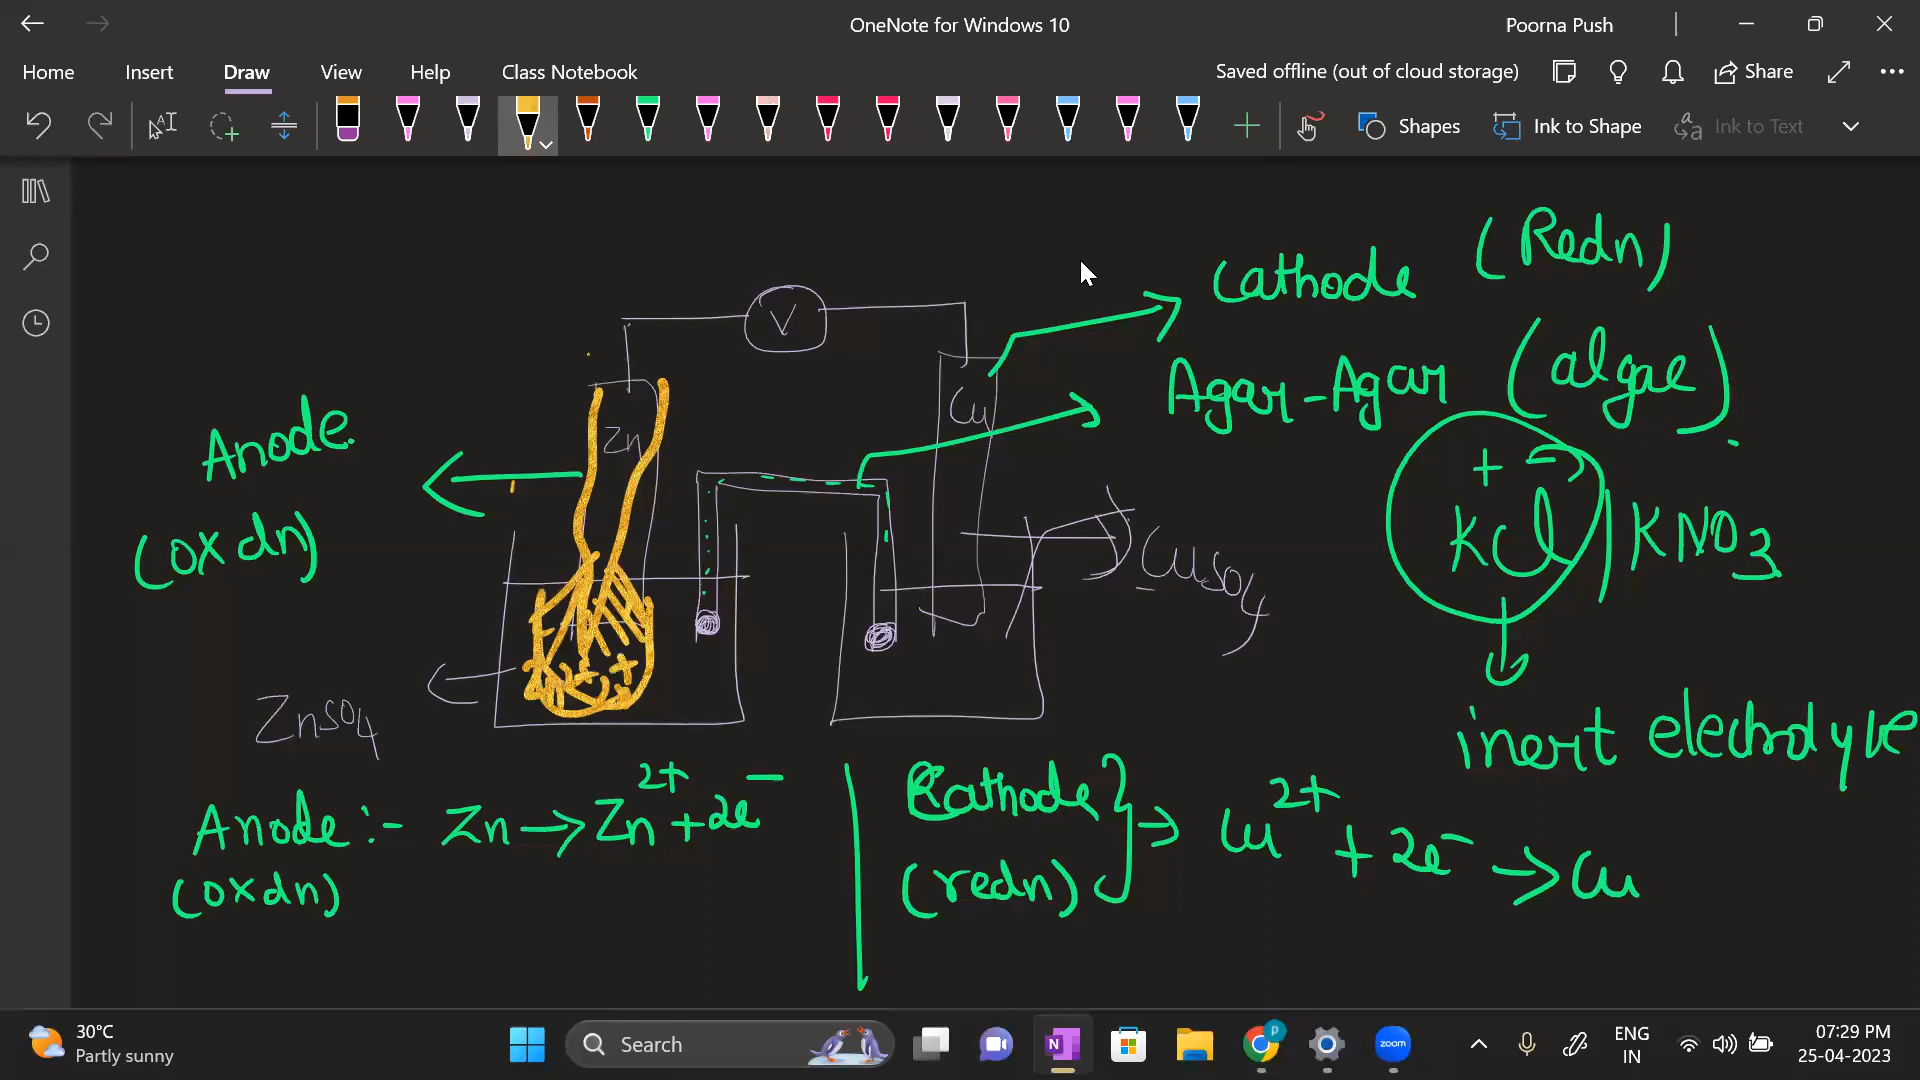 OneNote for Windows 10
Poorna Push
Home Insert Draw View Help Class Notebook
Saved offline (out of cloud storage)
Share
Shapes
Ink to Shape
Ink to Text
Cathode (Redn)
V
Agar-Agar (algae)
Cu
Zn
Anode
(oxdn)
+ -
KCl | KNO3
CuSO4
ZnSO4
inert electrolyte
Anode :- Zn → Zn2+ + 2e-
(oxdn)
Cathode
(redn) } → Cu2+ + 2e- → Cu
30°C
Partly sunny
Search
zoom
ENG
IN
07:29 PM
25-04-2023